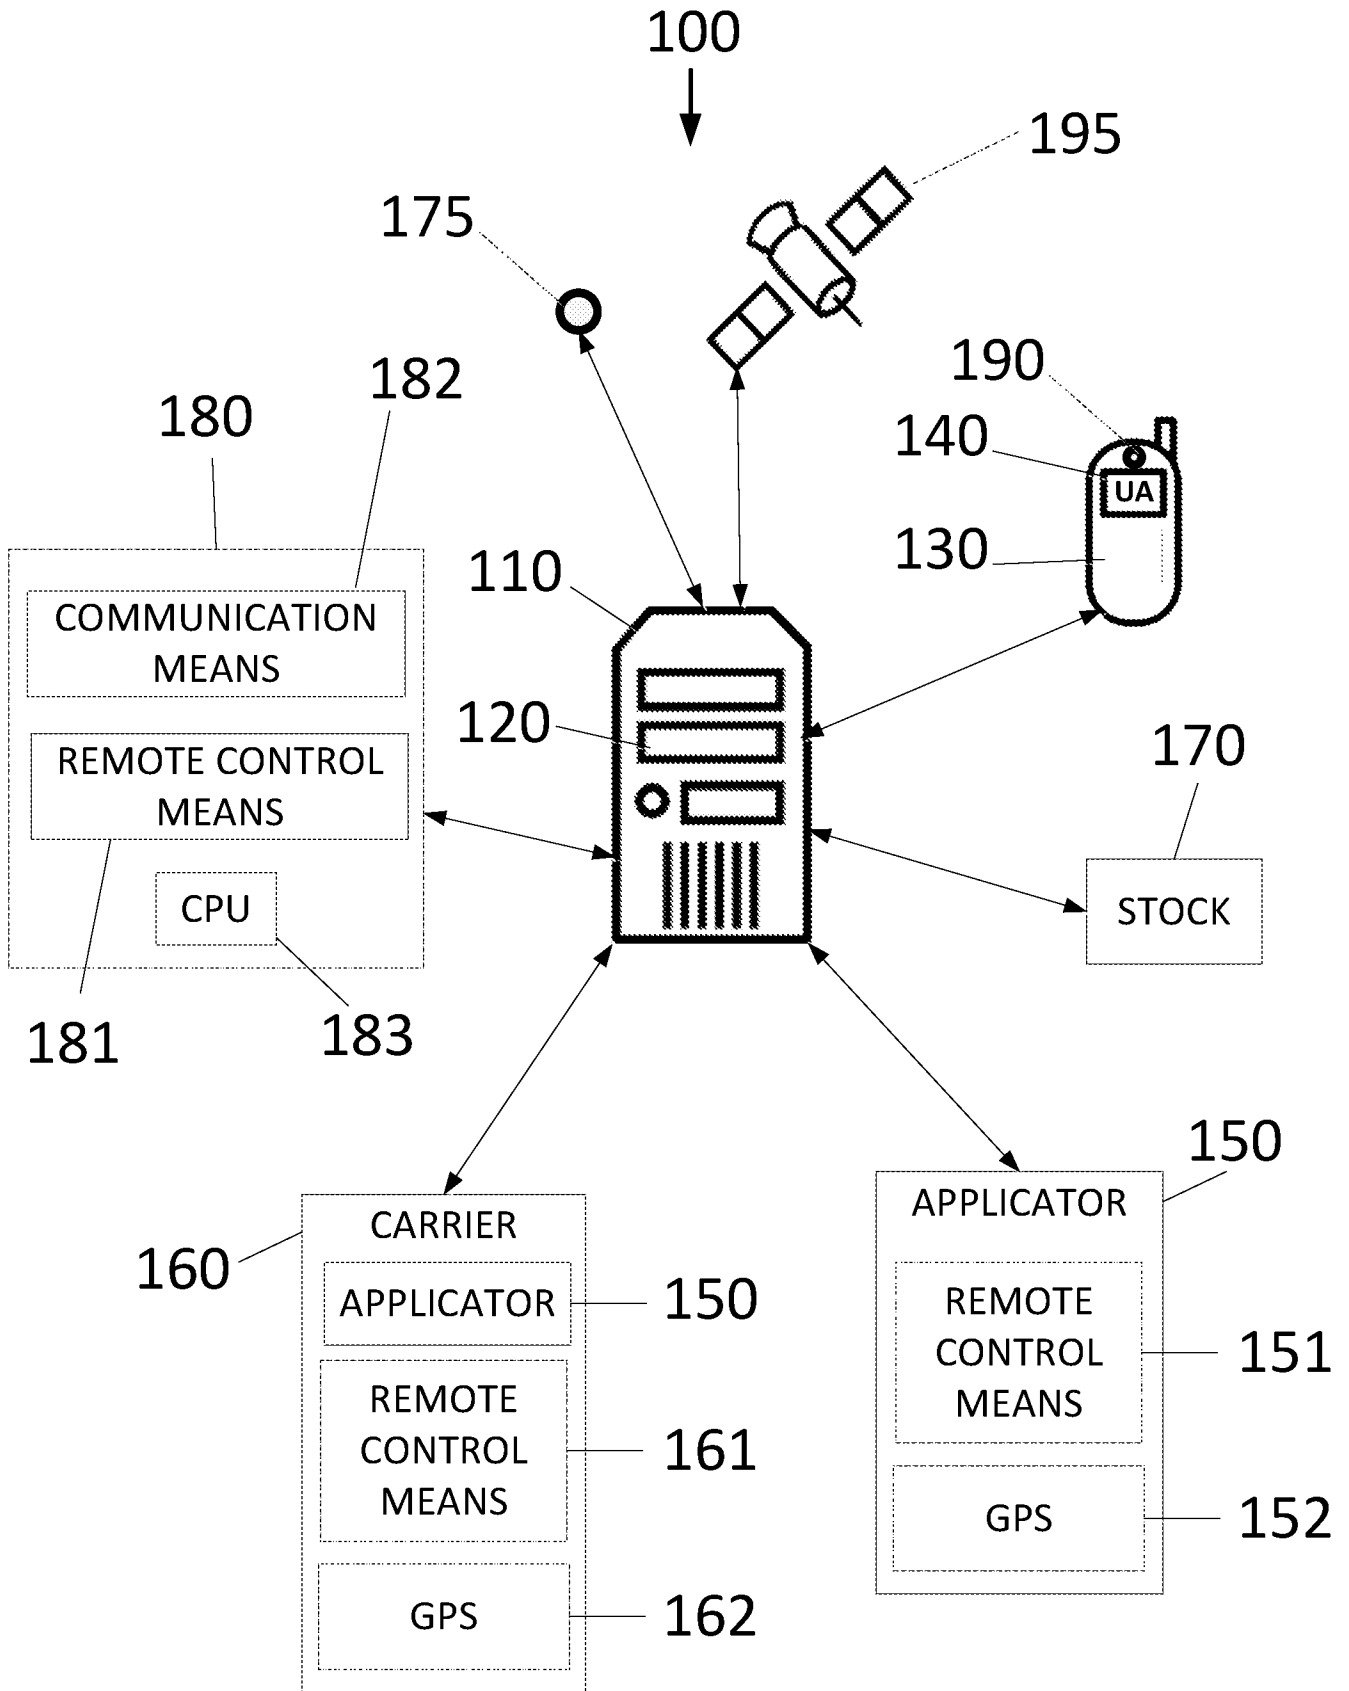 100
195
175
190
182
140
180
UA
130
110
COMMUNICATION
MEANS
120
170
REMOTE CONTROL
MEANS
CPU
STOCK
181
183
150
APPLICATOR
CARRIER
160
APPLICATOR
150
REMOTE
CONTROL
MEANS
151
REMOTE
CONTROL
MEANS
161
GPS
152
GPS
162